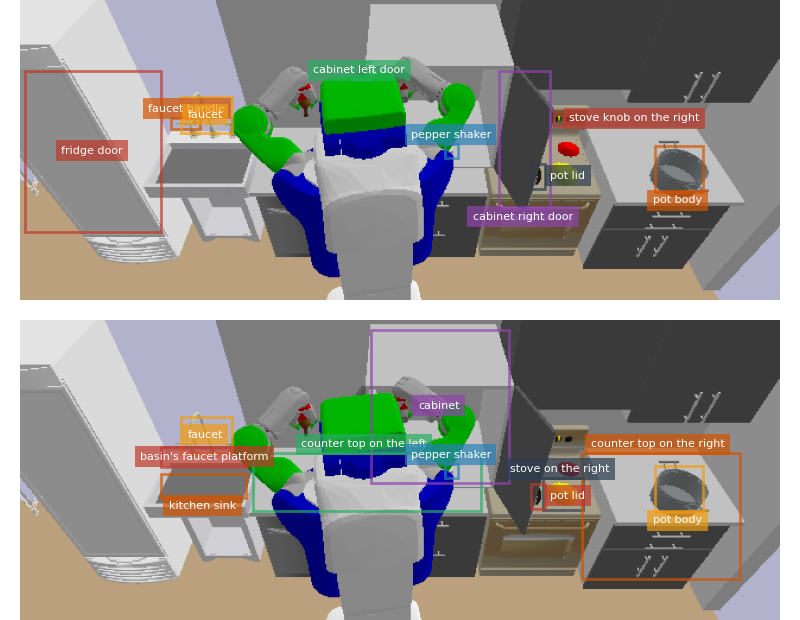 cabinet left door
faucet handle
faucet
stove knob on the right
pepper shaker
fridge door
pot lid
pot body
cabinet right door
cabinet
faucet
counter top on the left
counter top on the right
basin's faucet platform
pepper shaker
stove on the right
pot lid
kitchen sink
pot body